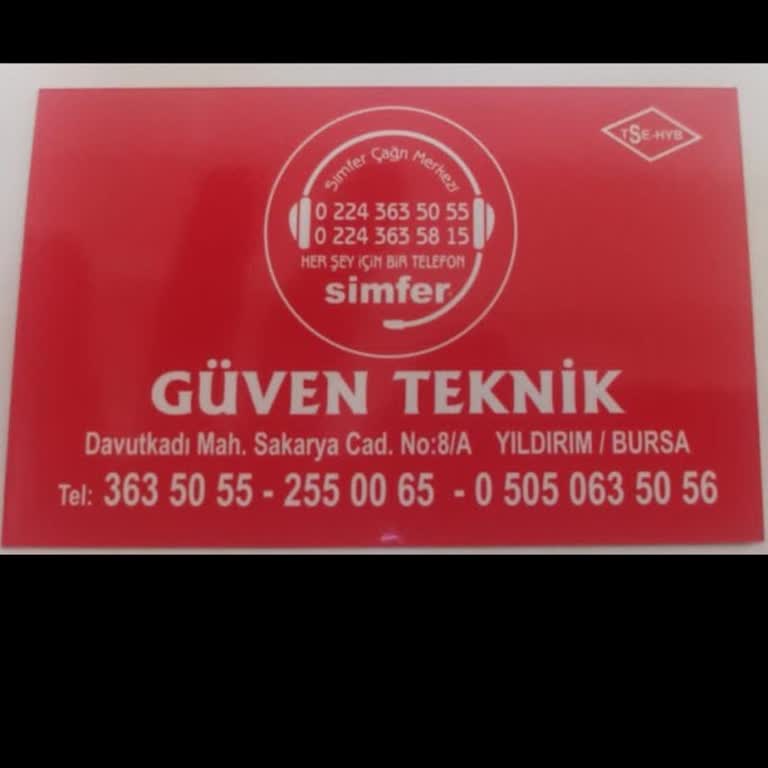 TSE-HYB
Simfer Çağrı Merkezi
0 224 363 50 55
0 224 363 58 15
HER ŞEY İÇİN BİR TELEFON
simfer
GÜVEN TEKNİK
Davutkadı Mah. Sakarya Cad. No:8/A YILDIRIM / BURSA
Tel: 363 50 55 - 255 00 65 - 0 505 063 50 56